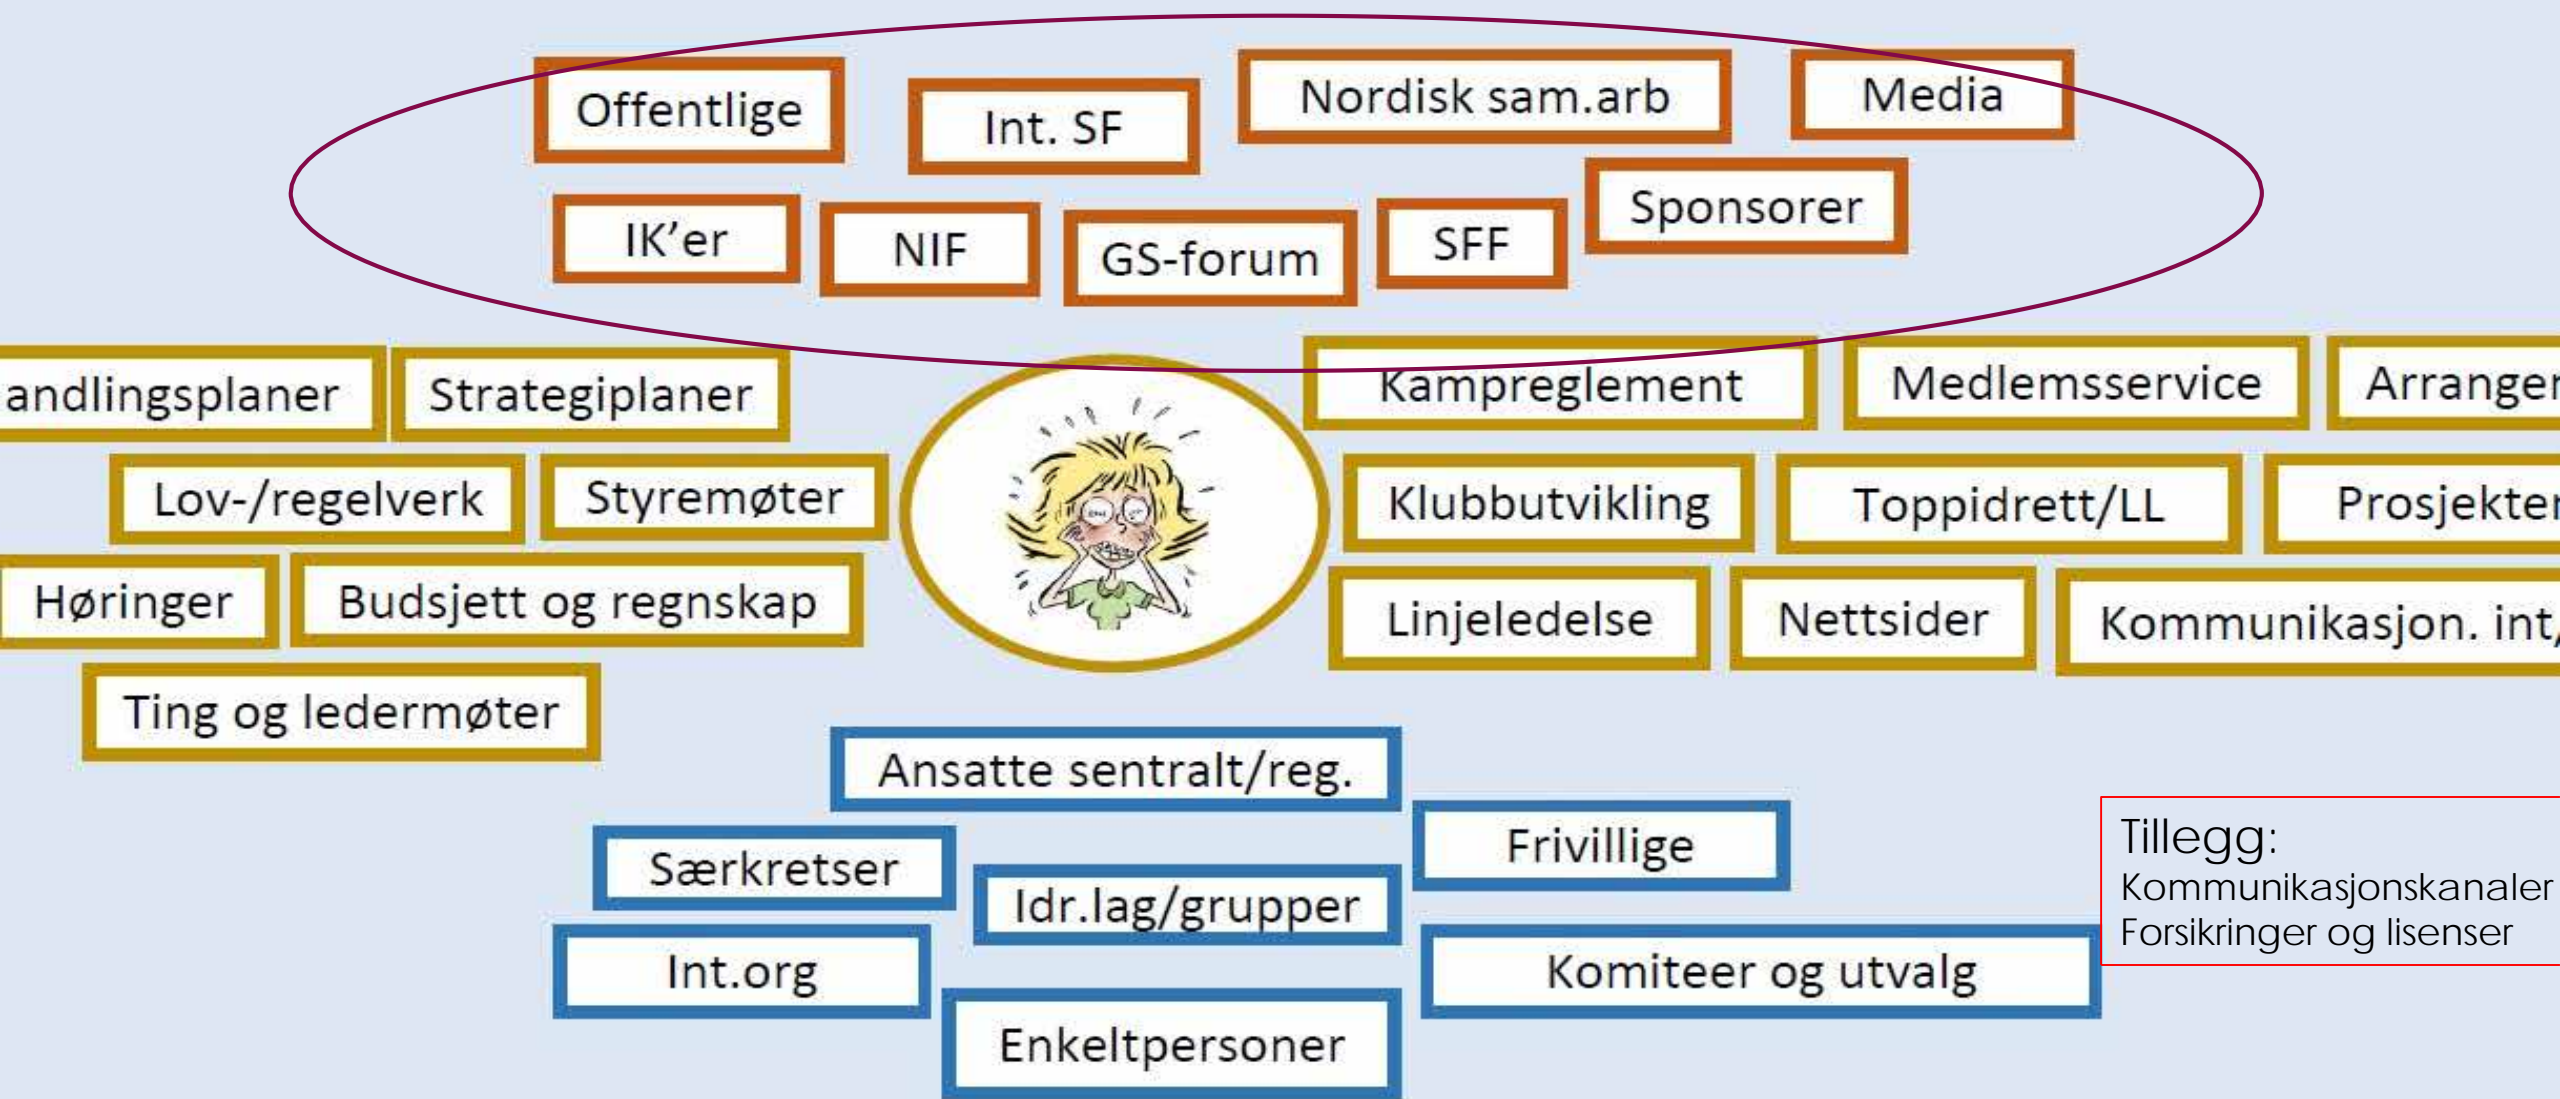 Offentlige
Int. SF
Nordisk sam.arb
Media
IK’er
NIF
GS-forum
SFF
Sponsorer
andlingsplaner
Strategiplaner
Kampreglement
Medlemsservice
Arranger
Lov-/regelverk
Styremøter
Klubbutvikling
Toppidrett/LL
Prosjekter
Høringer
Budsjett og regnskap
Linjeledelse
Nettsider
Kommunikasjon. int/
Ting og ledermøter
Ansatte sentralt/reg.
Særkretser
Idr.lag/grupper
Frivillige
Int.org
Komiteer og utvalg
Enkeltpersoner
Tillegg:
Kommunikasjonskanaler
Forsikringer og lisenser